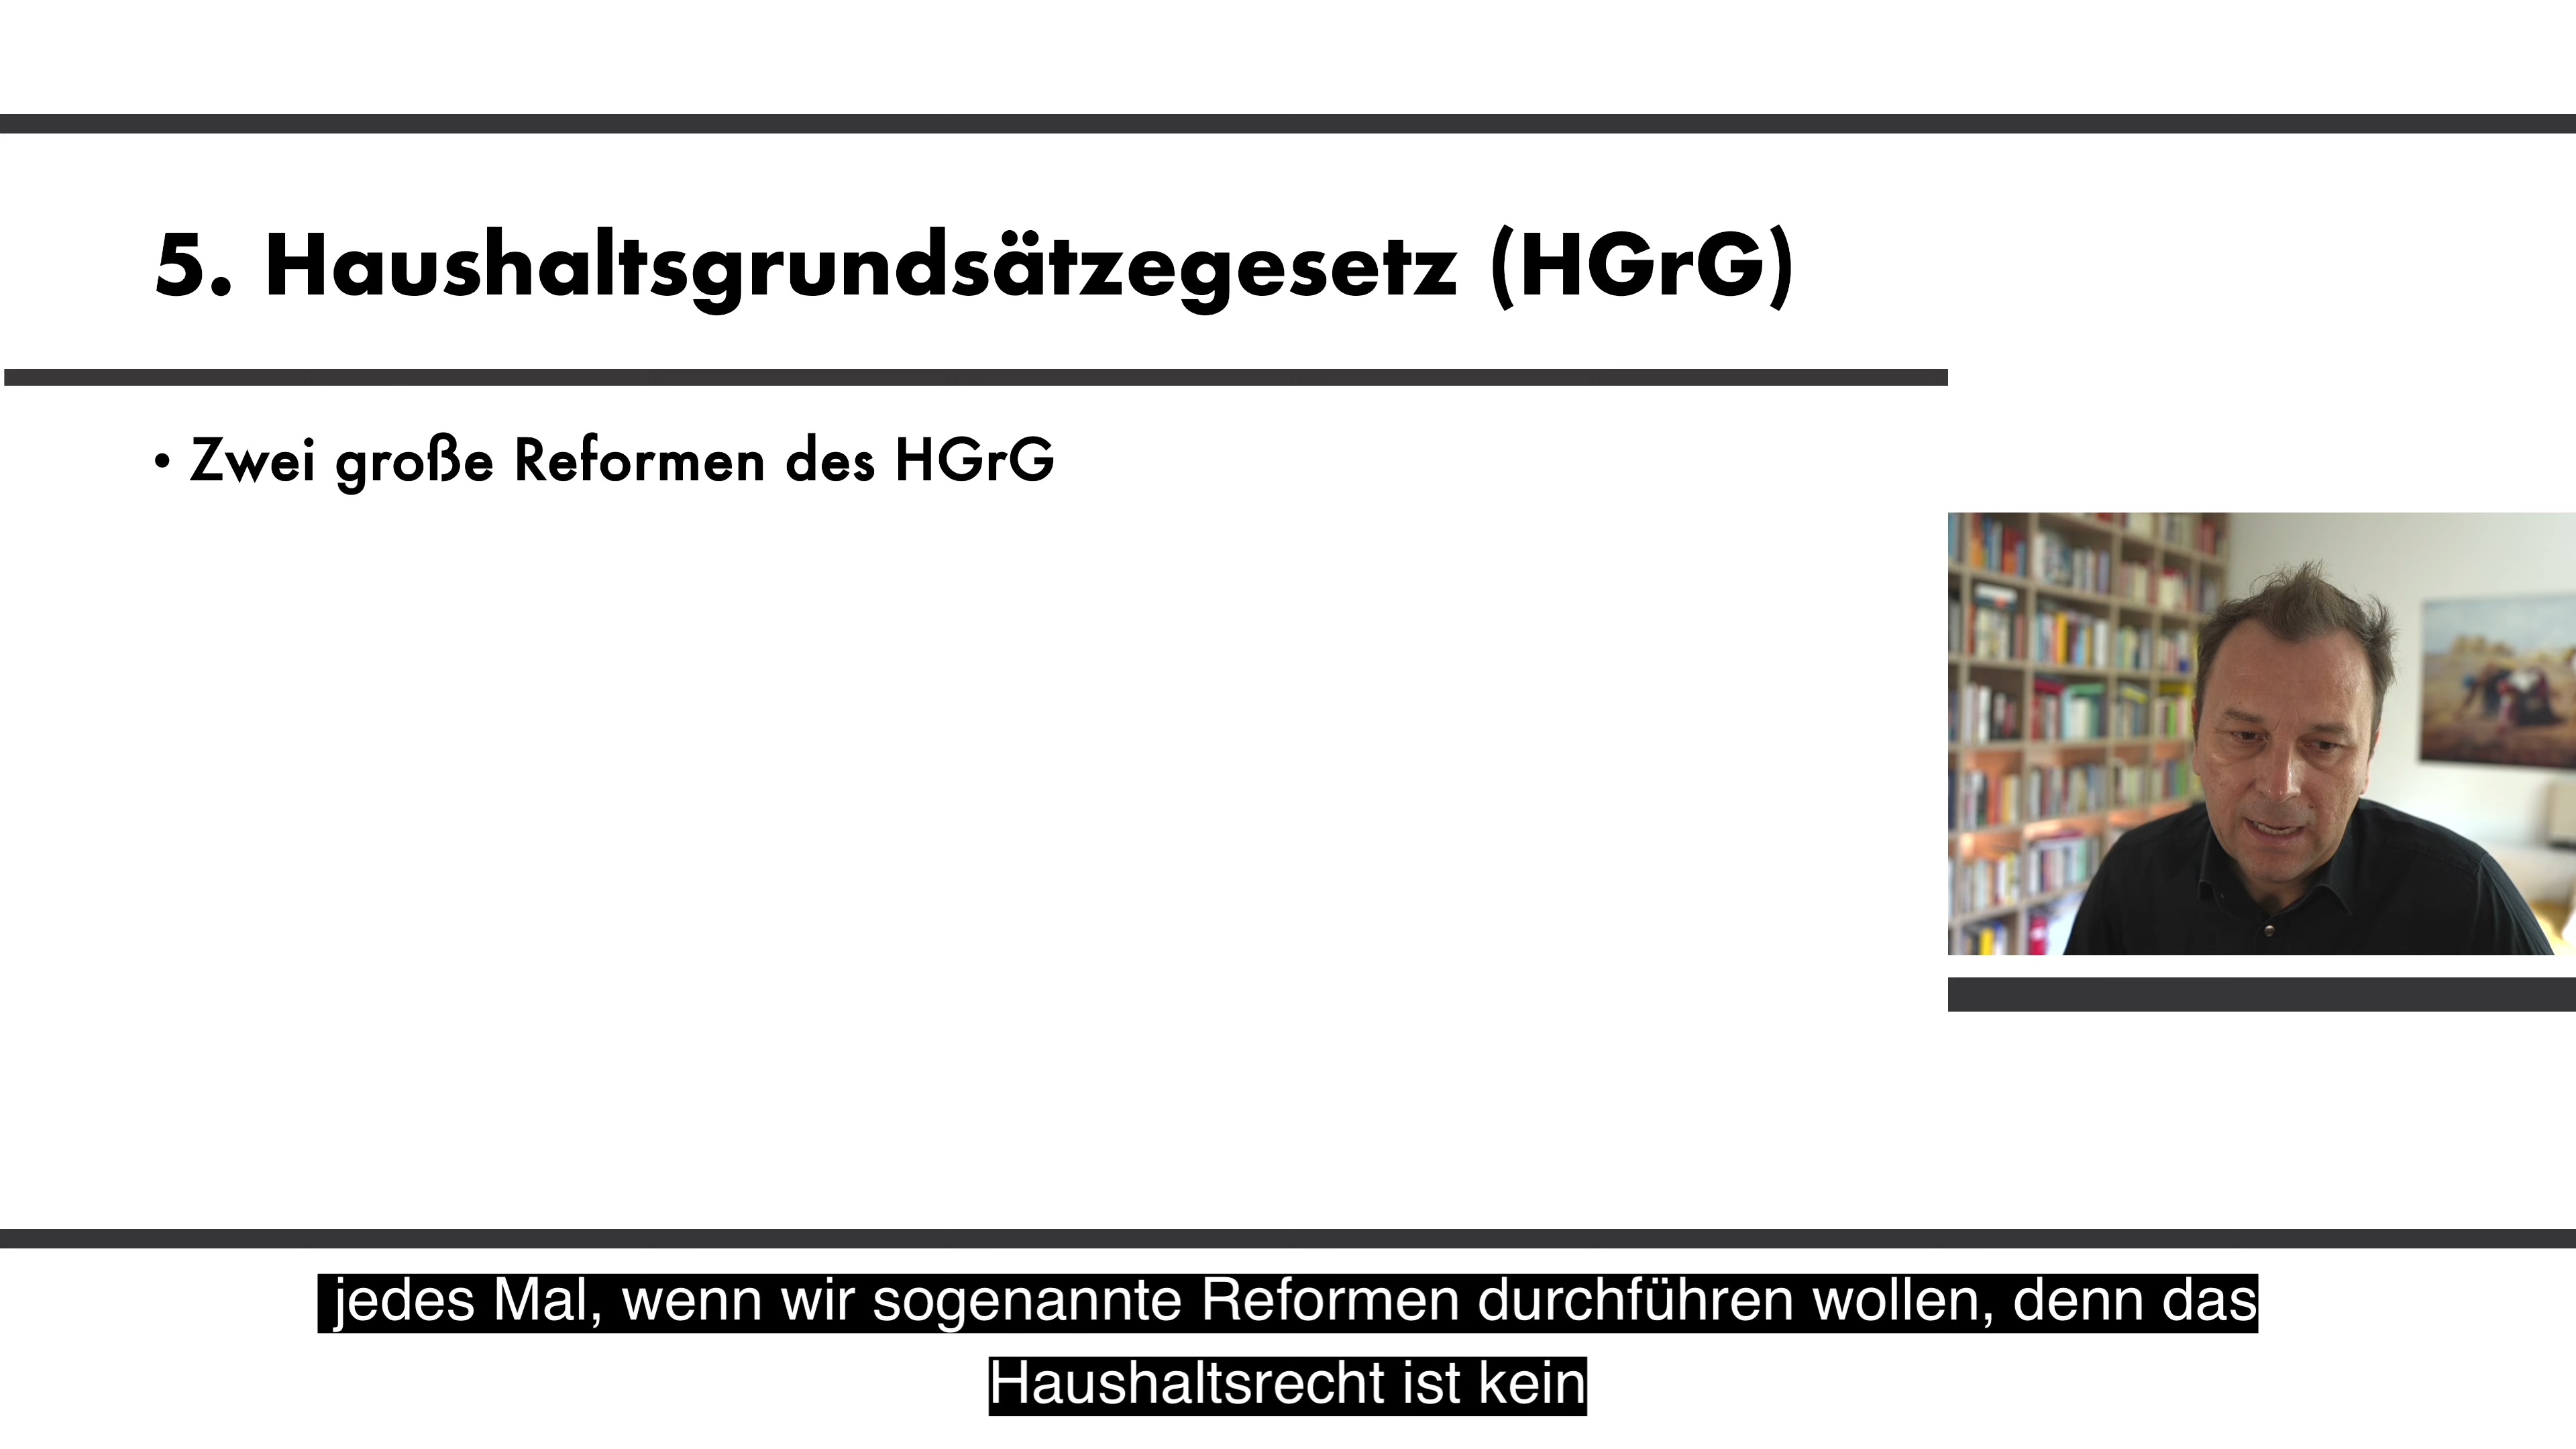 5. Haushaltsgrundsätzegesetz (HGrG)
• Zwei große Reformen des HGrG
jedes Mal, wenn wir sogenannte Reformen durchführen wollen, denn das
Haushaltsrecht ist kein